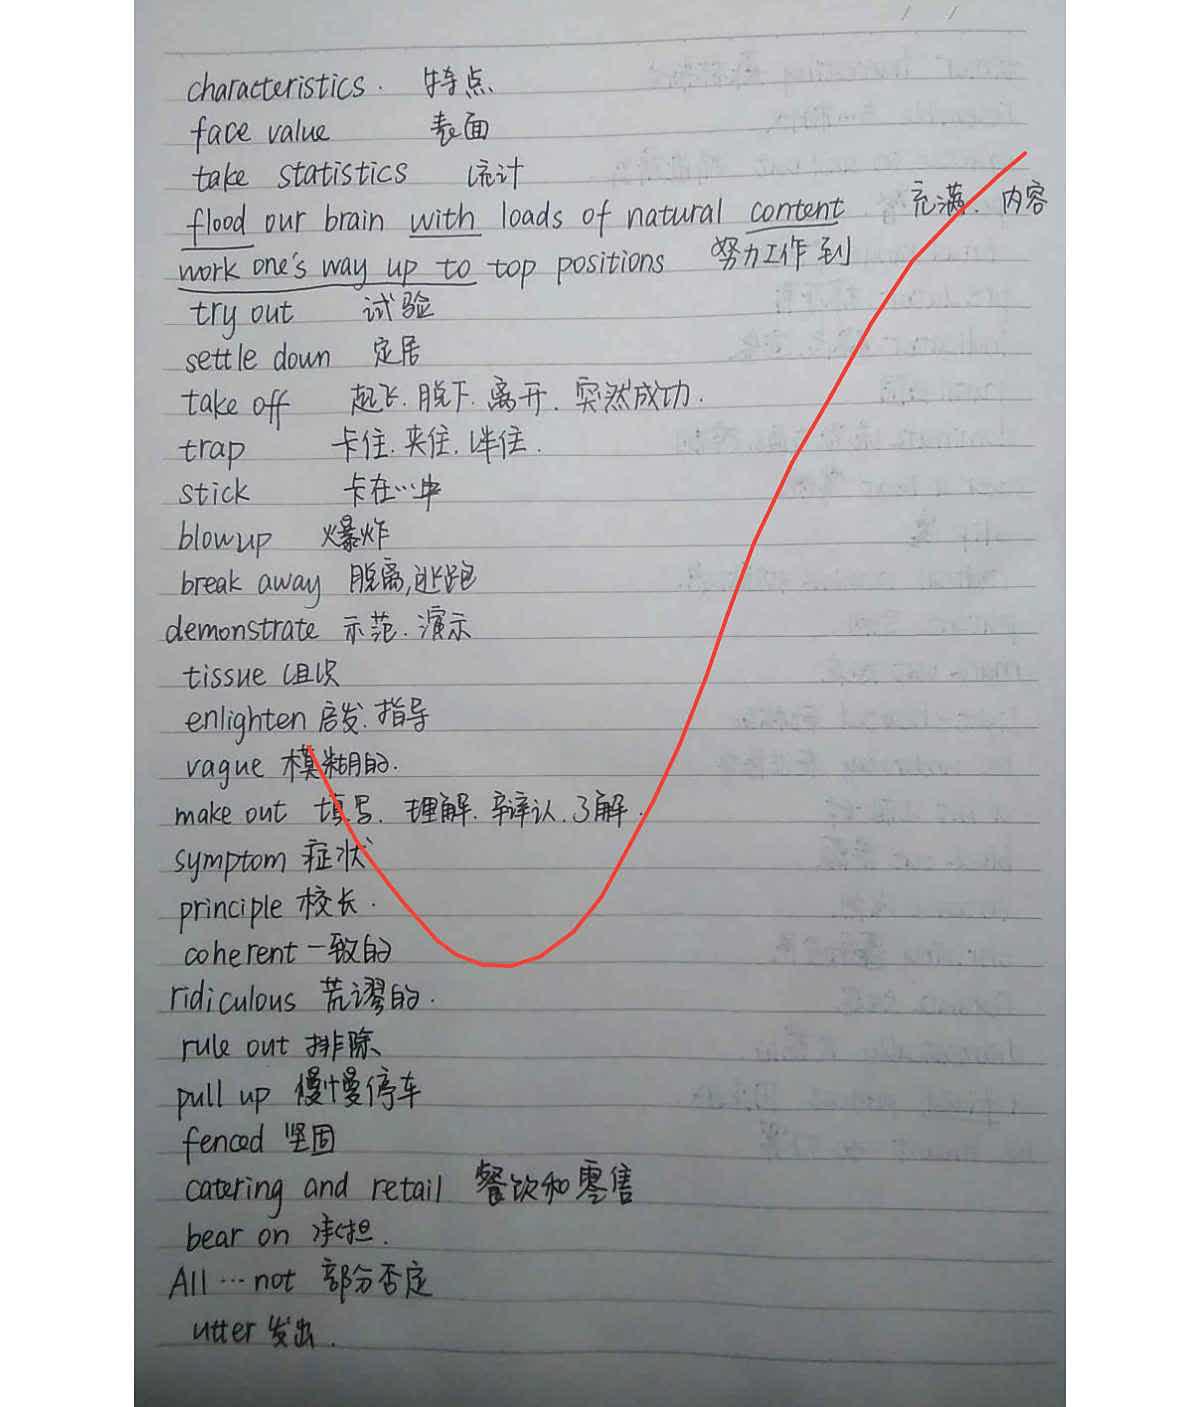 characteristics. 特点
face value 表面
take statistics 统计
flood our brain with loads of natural content 充满. 内容
work one's way up to top positions 努力工作到
try out 试验
settle down 定居
take off 起飞. 脱下. 离开. 突然成功.
trap 卡住. 夹住. 绊住.
stick 卡在…中
blow up 爆炸
break away 脱离,逃跑
demonstrate 示范. 演示
tissue 组织
enlighten 启发. 指导
vague 模糊的.
make out 填写. 理解. 辩认. 了解.
symptom 症状
principle 校长.
coherent 一致的
ridiculous 荒谬的.
rule out 排除
pull up 慢慢停车
fenced 坚固
catering and retail 餐饮和零售
bear on 承担.
All … not 部分否定
utter 发出.